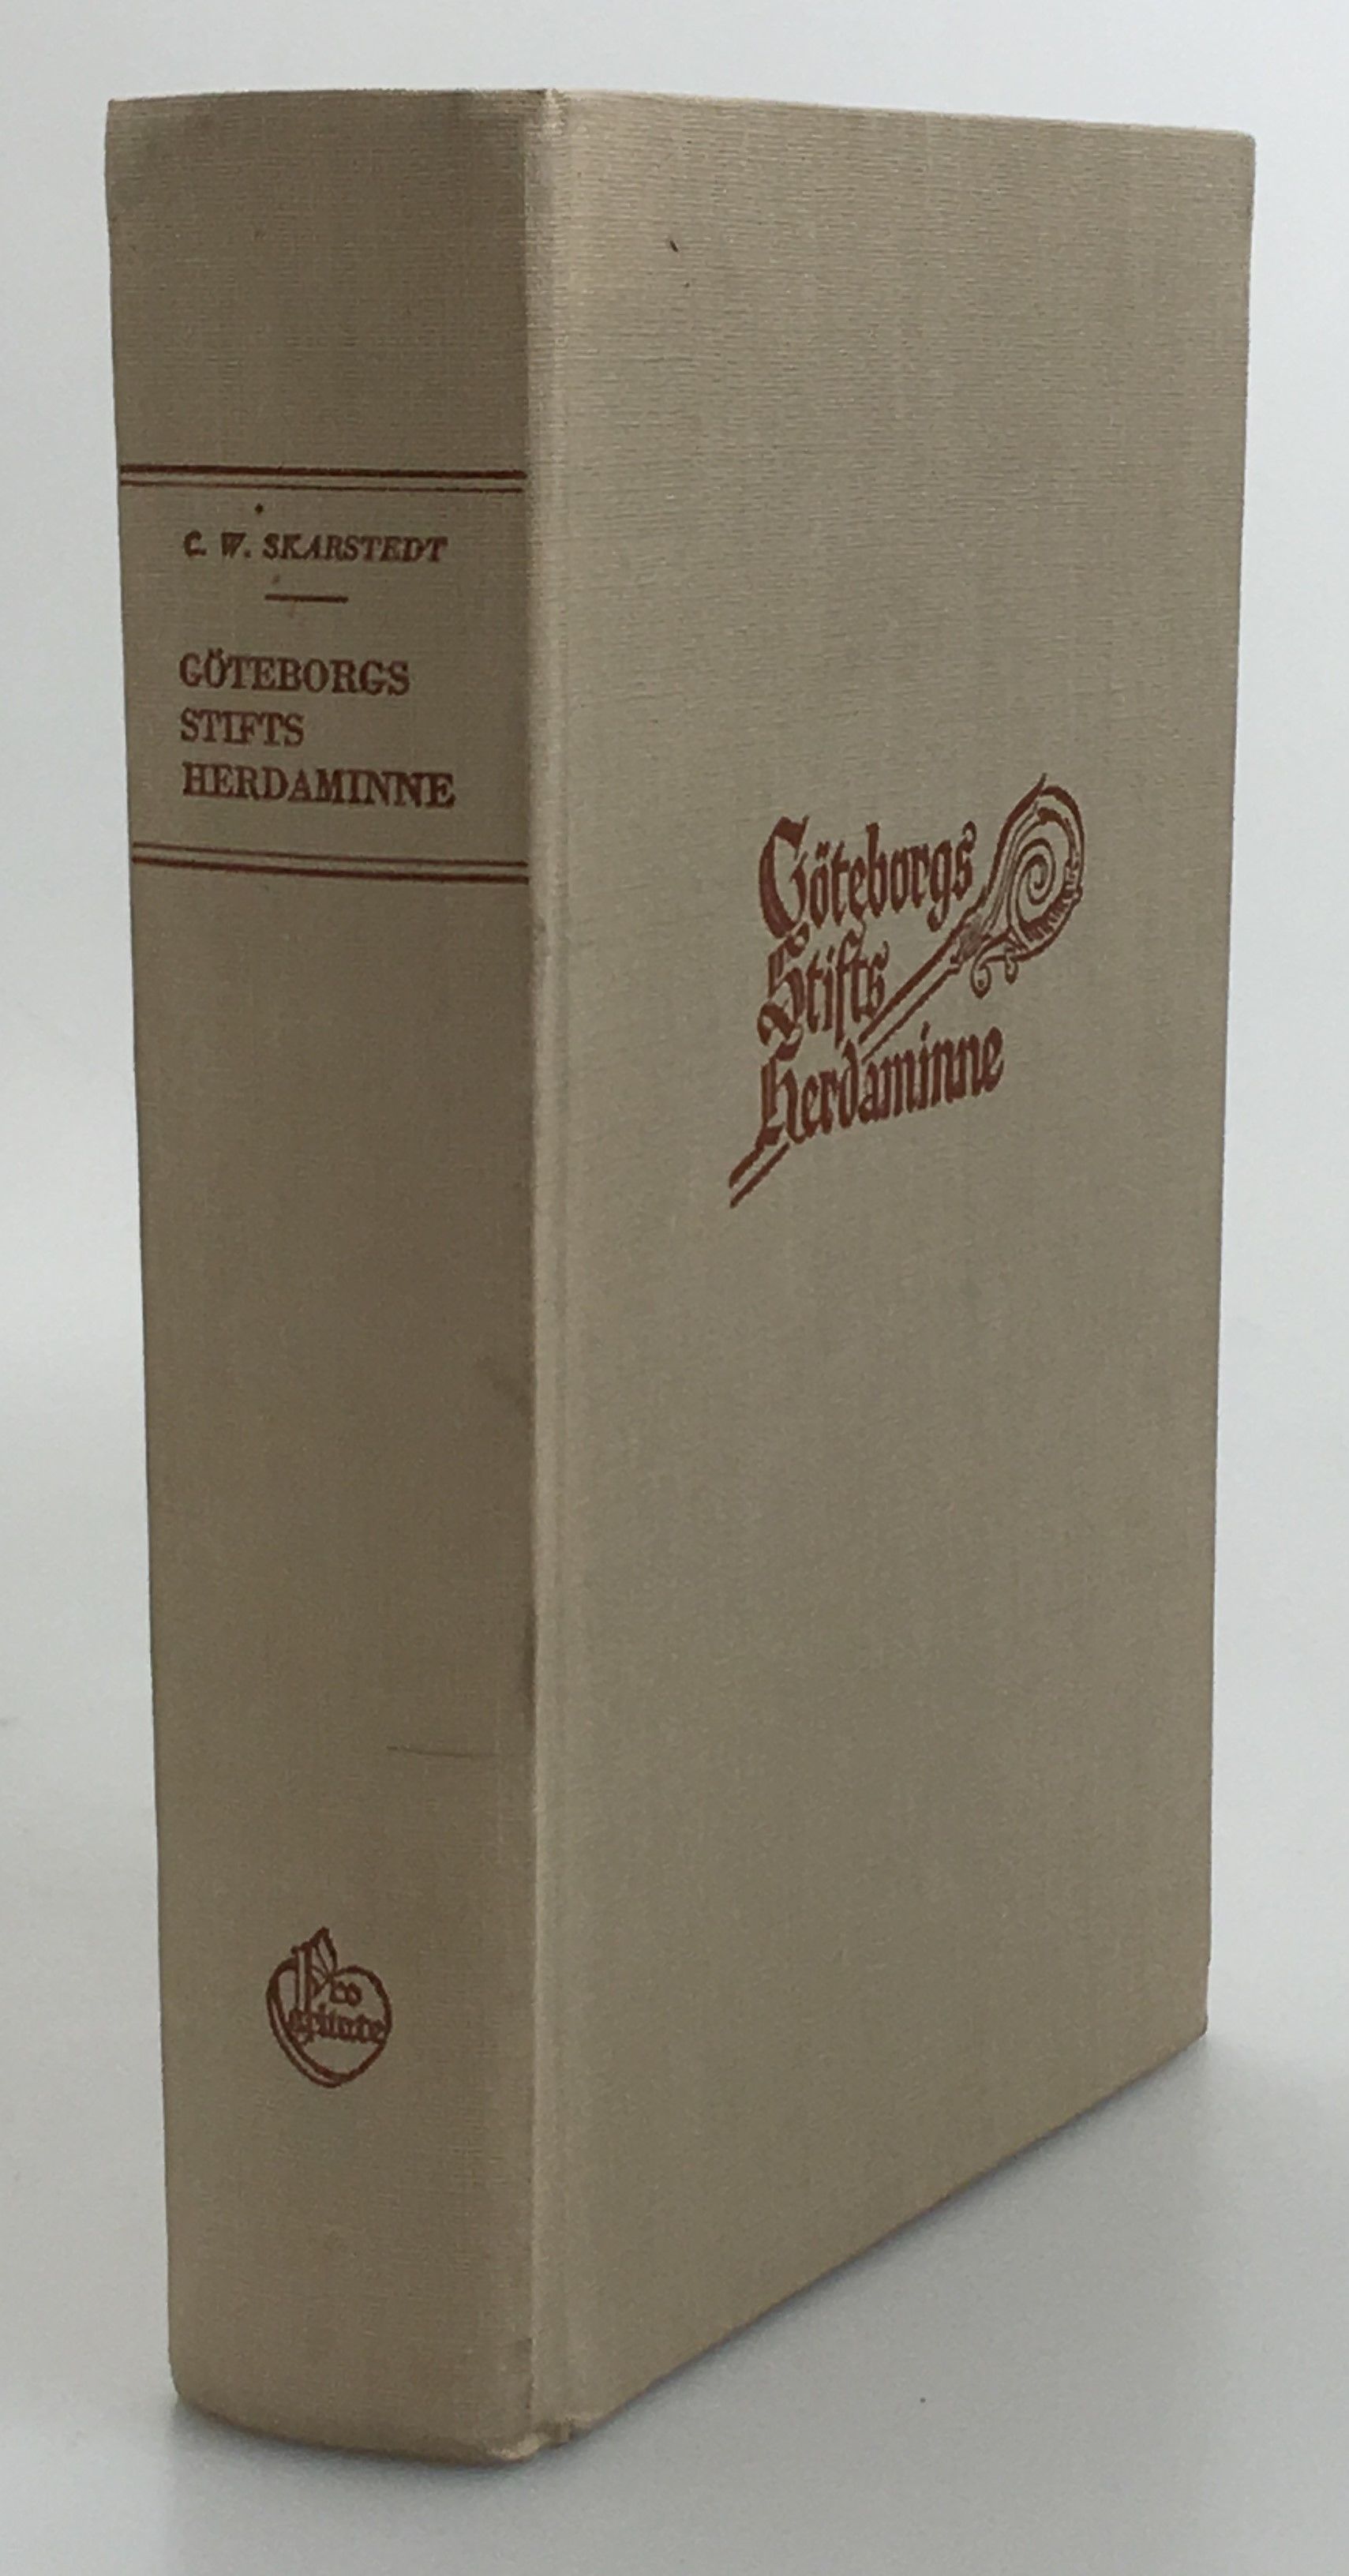 C. W. SKARSTEDT
GÖTEBORGS
STIFTS
HERDAMINNE
Göteborgs
Stifts
Herdaminne